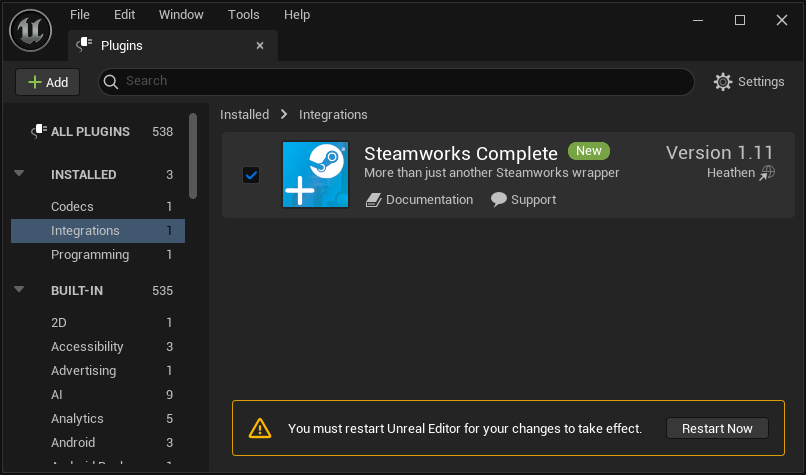 File Edit Window Tools Help
Plugins
Add
Search
Settings
ALL PLUGINS 538
INSTALLED 3
Codecs 1
Integrations 1
Programming 1
BUILT-IN 535
2D 1
Accessibility 3
Advertising 1
AI 9
Analytics 5
Android 3
Installed > Integrations
Steamworks Complete New
More than just another Steamworks wrapper
Documentation Support
Version 1.11
Heathen
You must restart Unreal Editor for your changes to take effect. Restart Now